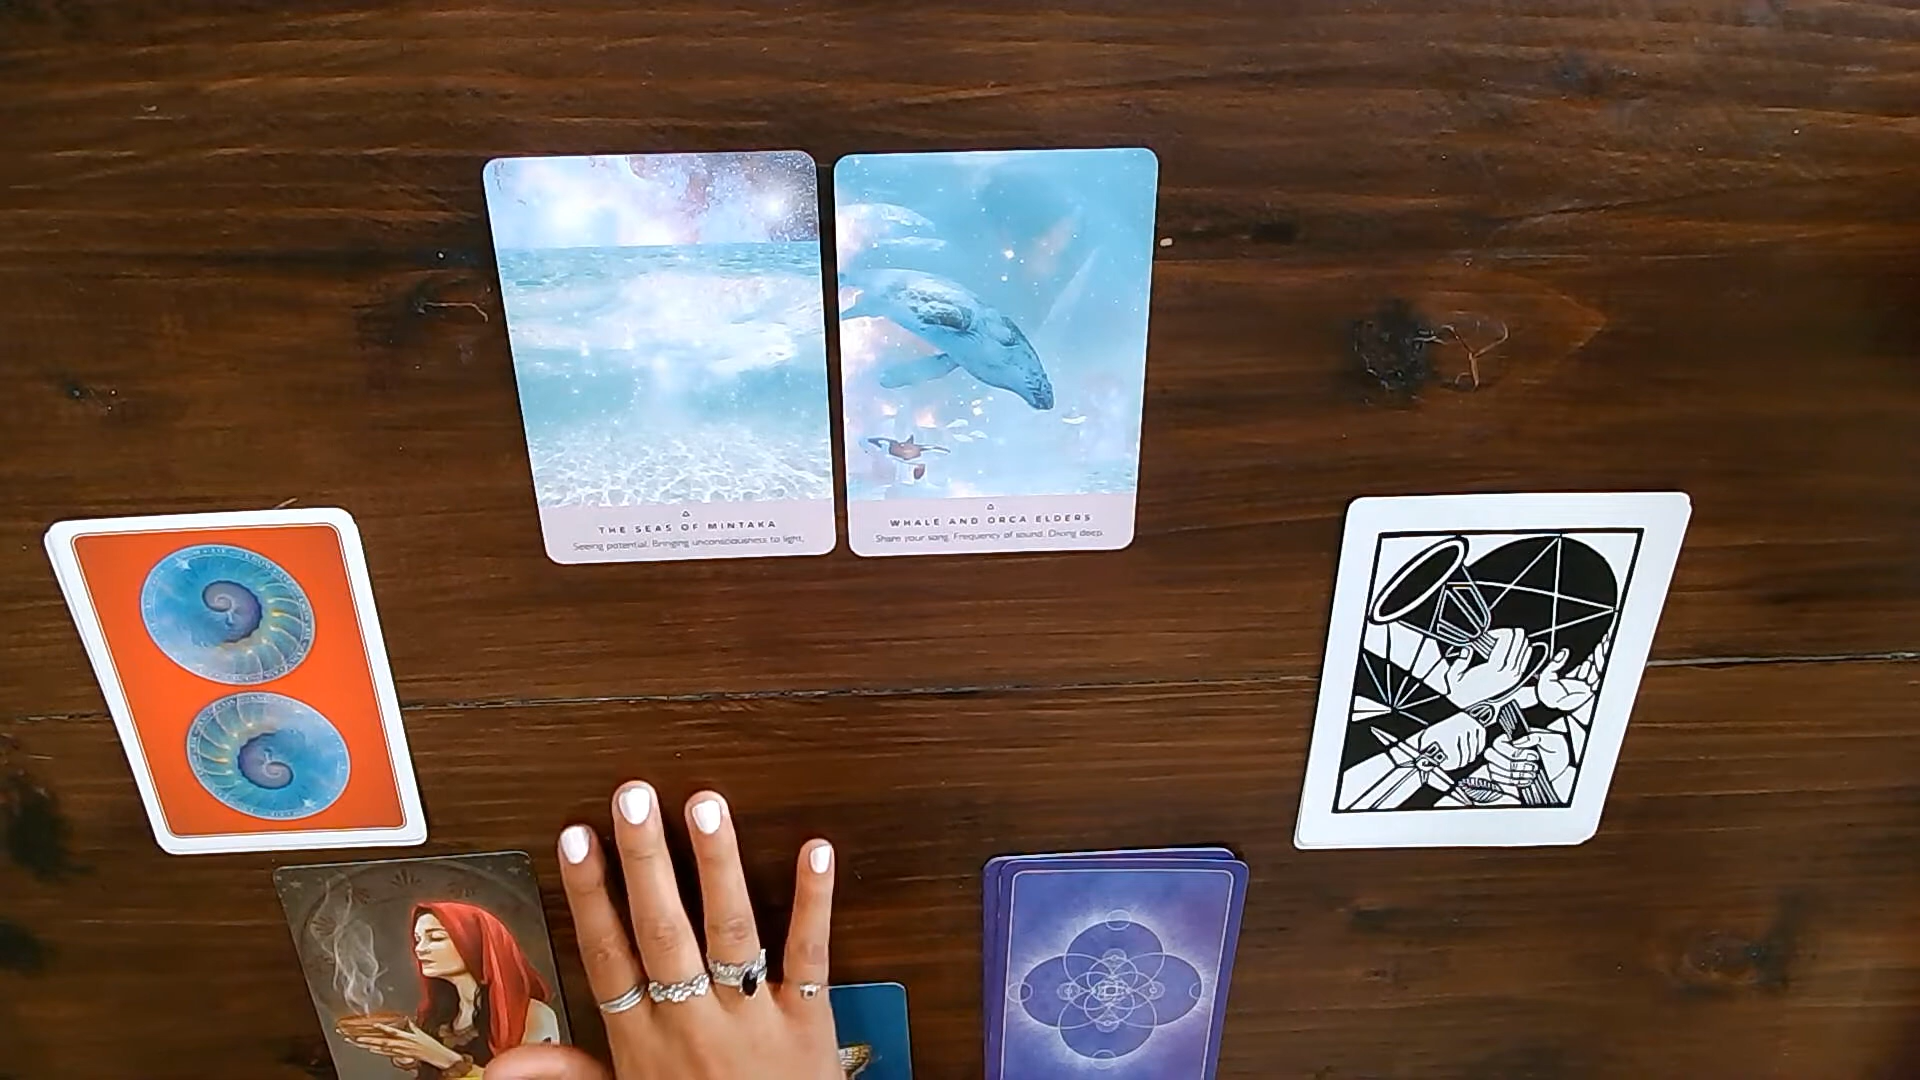 THE SEAS OF MINTAKA
Seeing potential. Bringing unconsciousness to light.
WHALE AND ORCA ELDERS
Share your song. Frequency of sound. Diving deep.